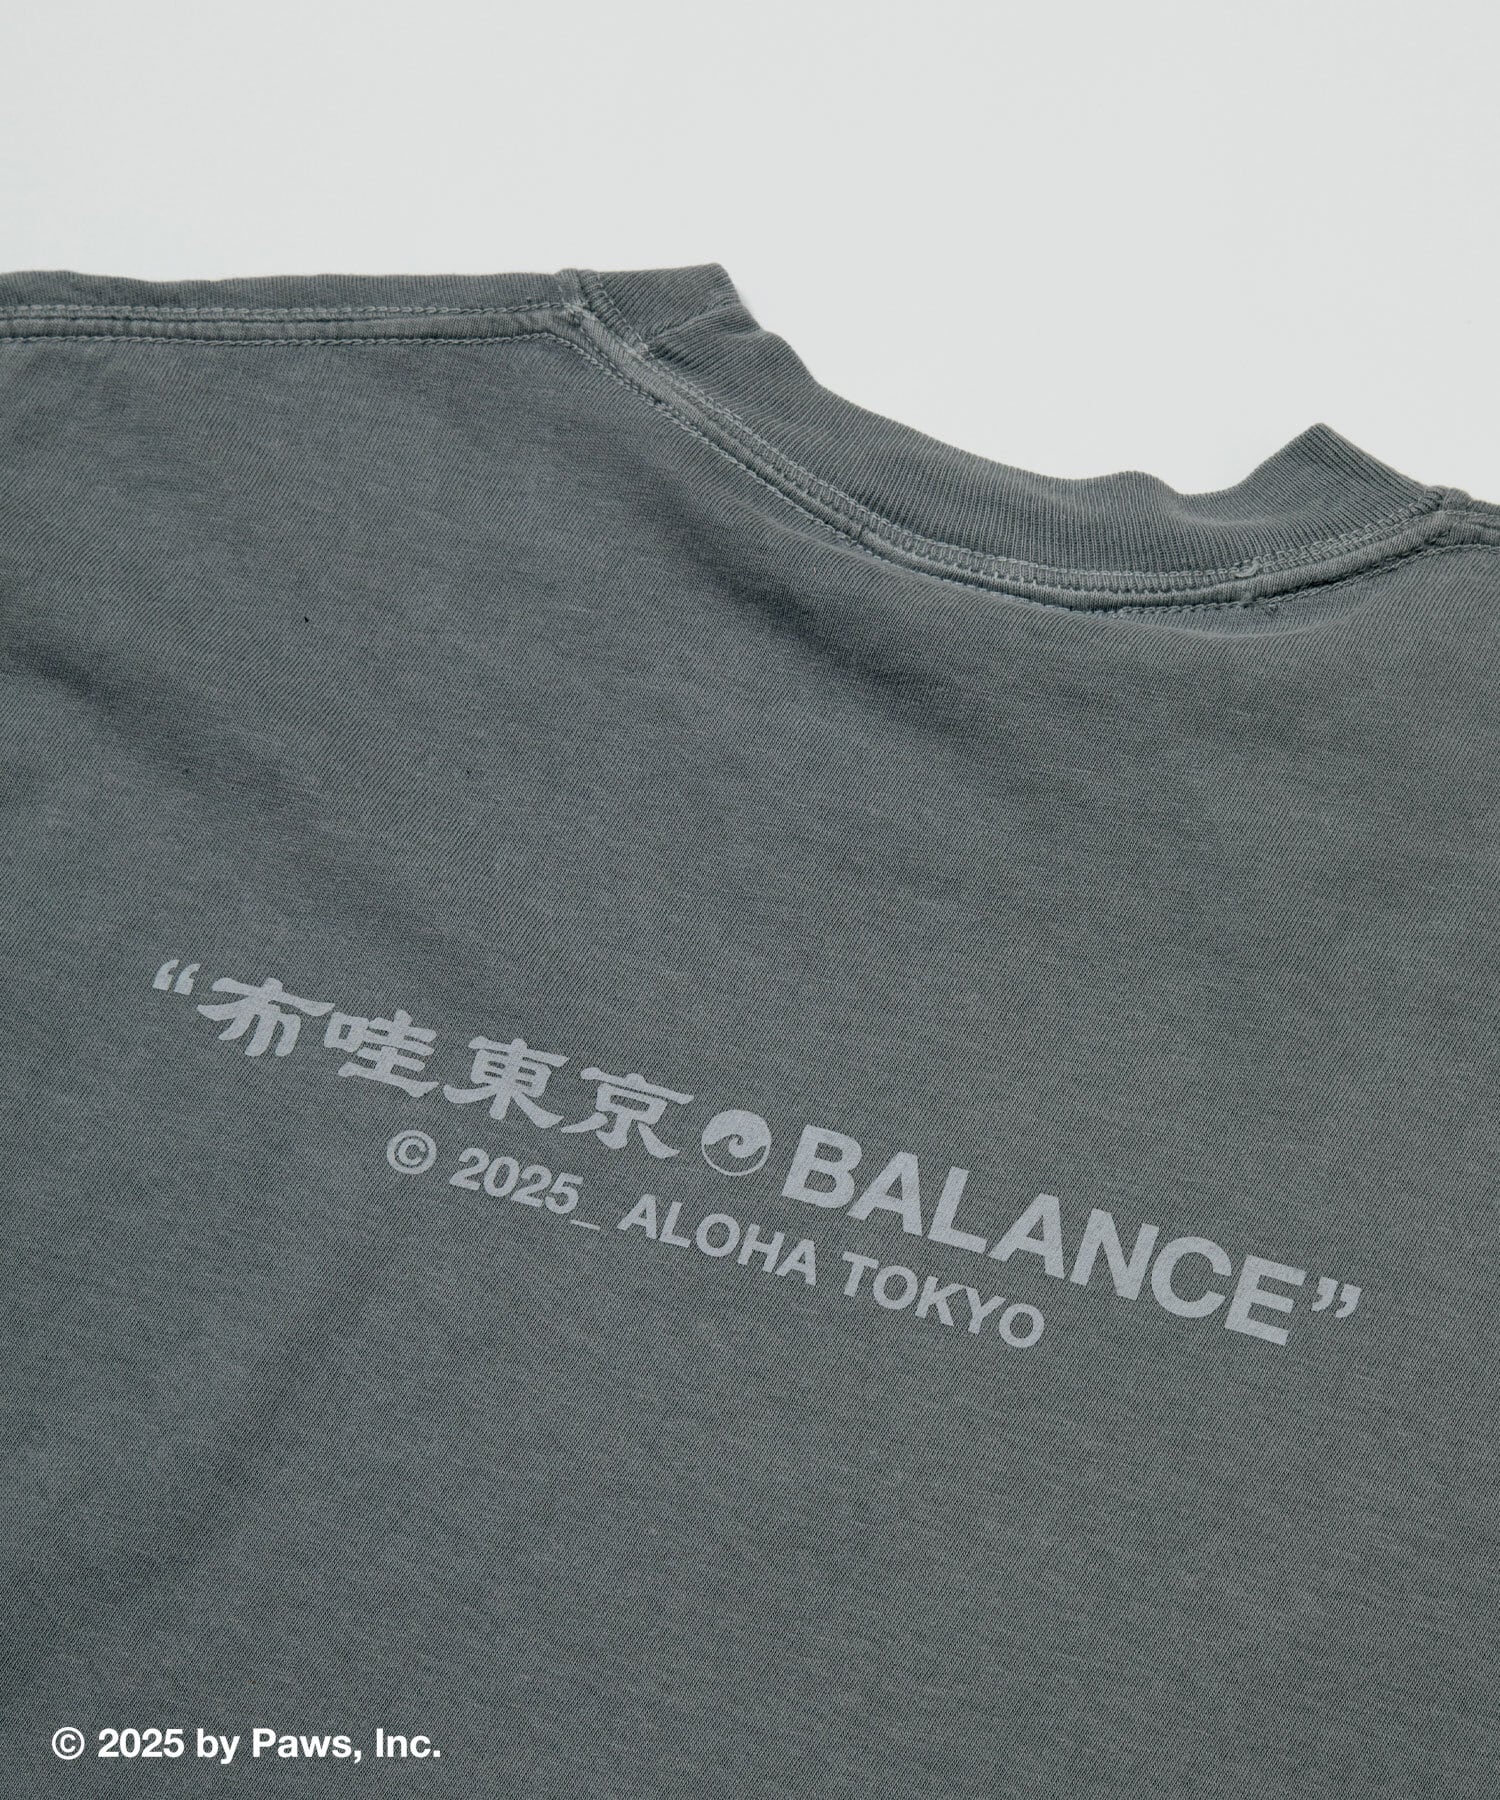 “布哇東京 BALANCE”
© 2025_ ALOHA TOKYO
© 2025 by Paws, Inc.